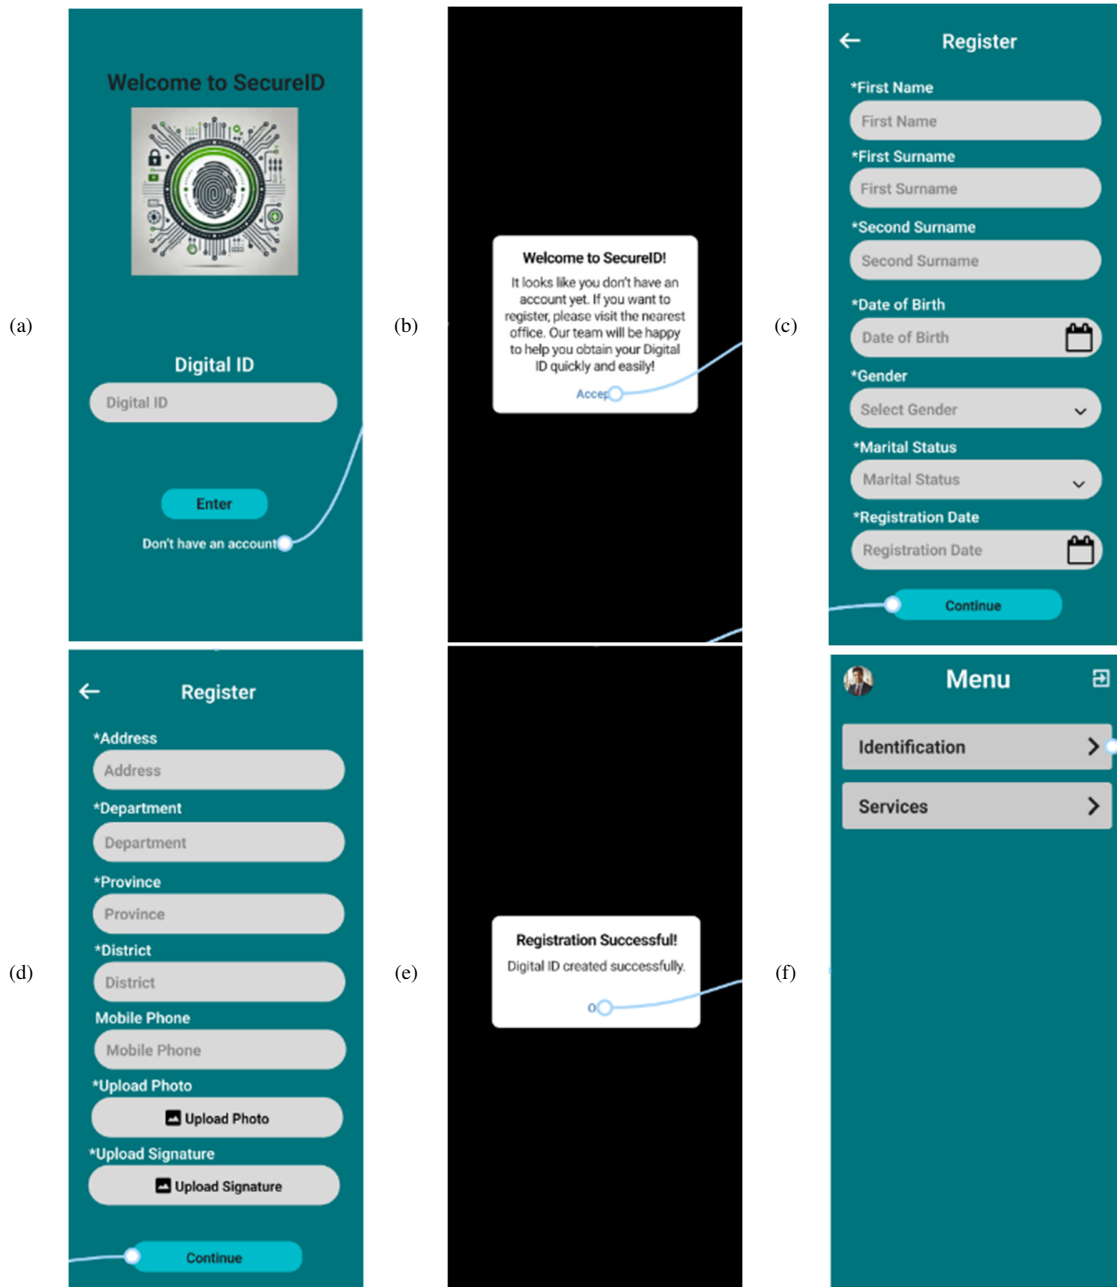 (a)
Welcome to SecureID
Digital ID
Digital ID
Enter
Don't have an account
(b)
Welcome to SecureID!
It looks like you don't have an
account yet. If you want to
register, please visit the nearest
office. Our team will be happy
to help you obtain your Digital
ID quickly and easily!
Accep
(c)
Register
*First Name
First Name
*First Surname
First Surname
*Second Surname
Second Surname
*Date of Birth
Date of Birth
*Gender
Select Gender
*Marital Status
Marital Status
*Registration Date
Registration Date
Continue
(d)
Register
*Address
Address
*Department
Department
*Province
Province
*District
District
Mobile Phone
Mobile Phone
*Upload Photo
Upload Photo
*Upload Signature
Upload Signature
Continue
(e)
Registration Successful!
Digital ID created successfully.
O
(f)
Menu
Identification
Services